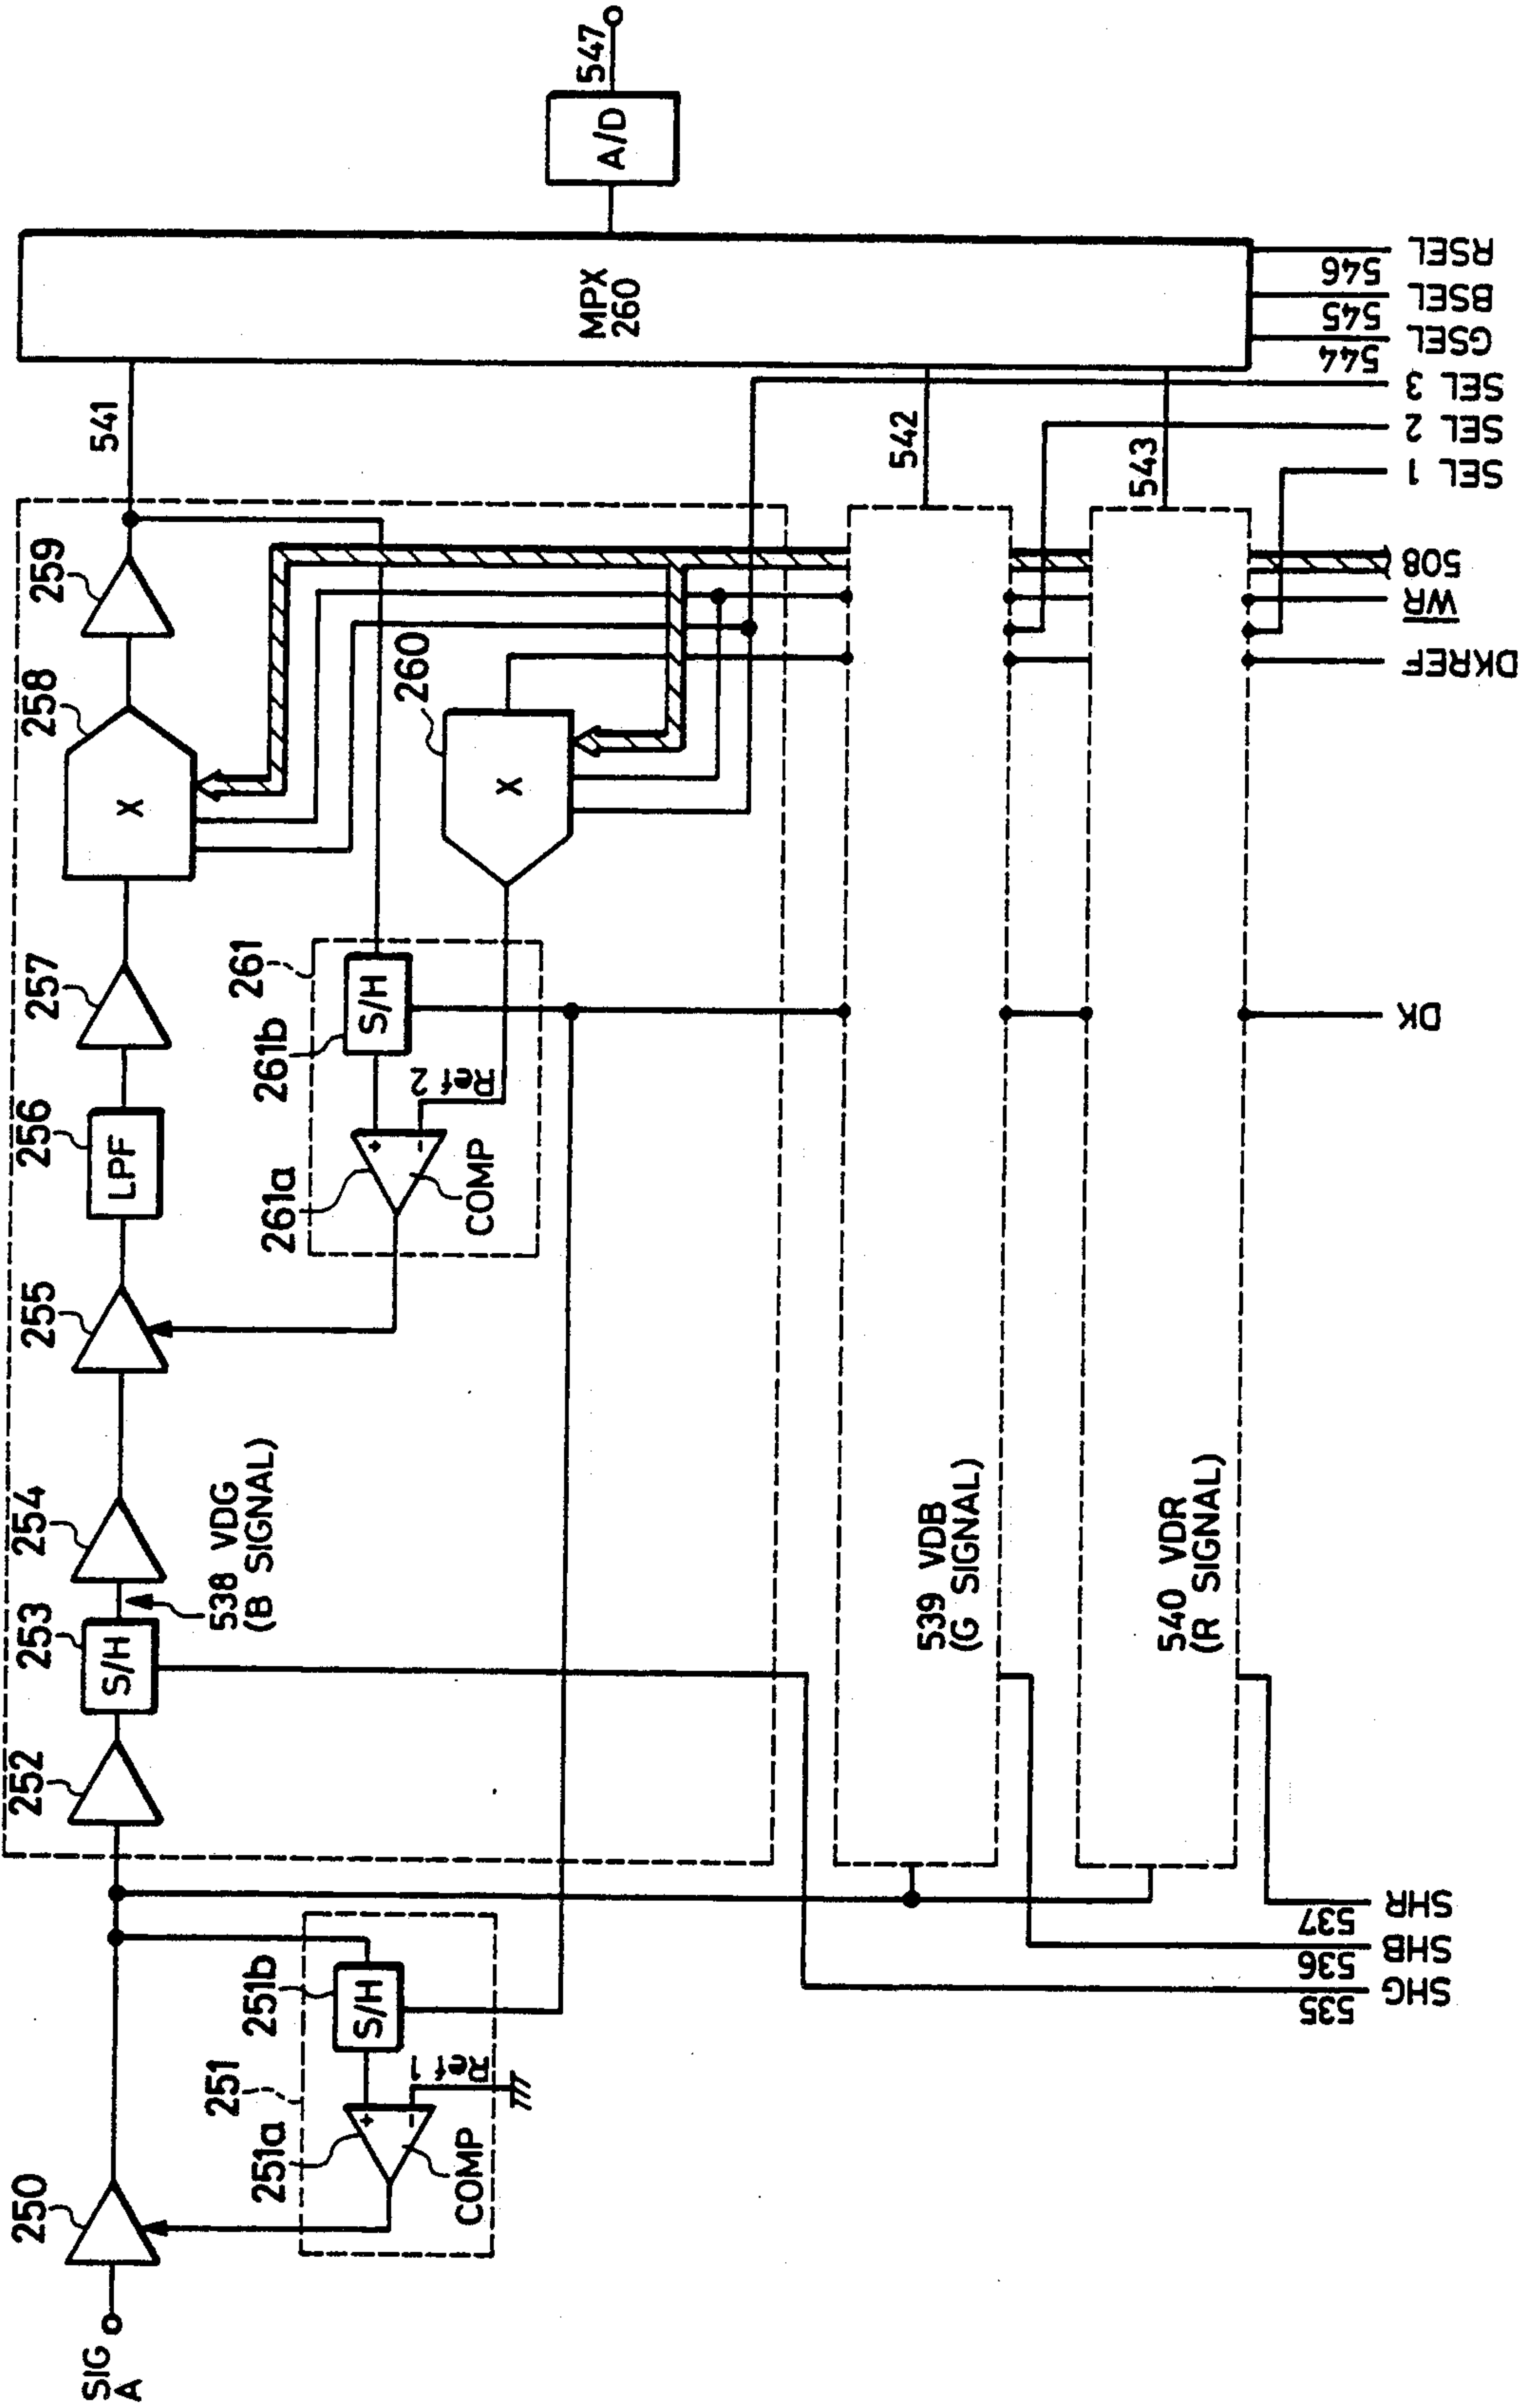 SIG
A
250
251
251a
COMP
+
-
Ref 1
251b
S/H
252
253
S/H
538 VDG
(B SIGNAL)
254
255
256
LPF
257
258
X
259
541
261
261a
COMP
+
-
Ref 2
261b
S/H
260
X
539 VDB
(G SIGNAL)
542
540 VDR
(R SIGNAL)
543
MPX
260
A/D
547
535
SHG
536
SHB
537
SHR
DK
DKREF
WR
508
SEL 1
SEL 2
SEL 3
544
GSEL
545
BSEL
546
RSEL